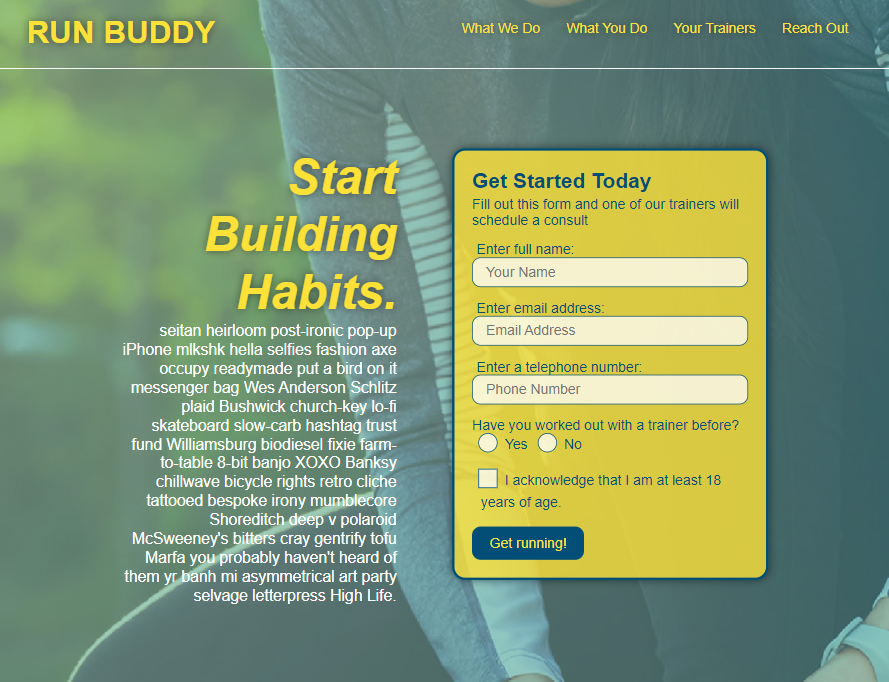 RUN BUDDY
What We Do
What You Do
Your Trainers
Reach Out
Start
Building
Habits.
seitan heirloom post-ironic pop-up
iPhone mlkshk hella selfies fashion axe
occupy readymade put a bird on it
messenger bag Wes Anderson Schlitz
plaid Bushwick church-key lo-fi
skateboard slow-carb hashtag trust
fund Williamsburg biodiesel fixie farm-
to-table 8-bit banjo XOXO Banksy
chillwave bicycle rights retro cliche
tattooed bespoke irony mumblecore
Shoreditch deep v polaroid
McSweeney's bitters cray gentrify tofu
Marfa you probably haven't heard of
them yr banh mi asymmetrical art party
selvage letterpress High Life.
Get Started Today
Fill out this form and one of our trainers will
schedule a consult
Enter full name:
Your Name
Enter email address:
Email Address
Enter a telephone number:
Phone Number
Have you worked out with a trainer before?
Yes No
I acknowledge that I am at least 18
years of age.
Get running!